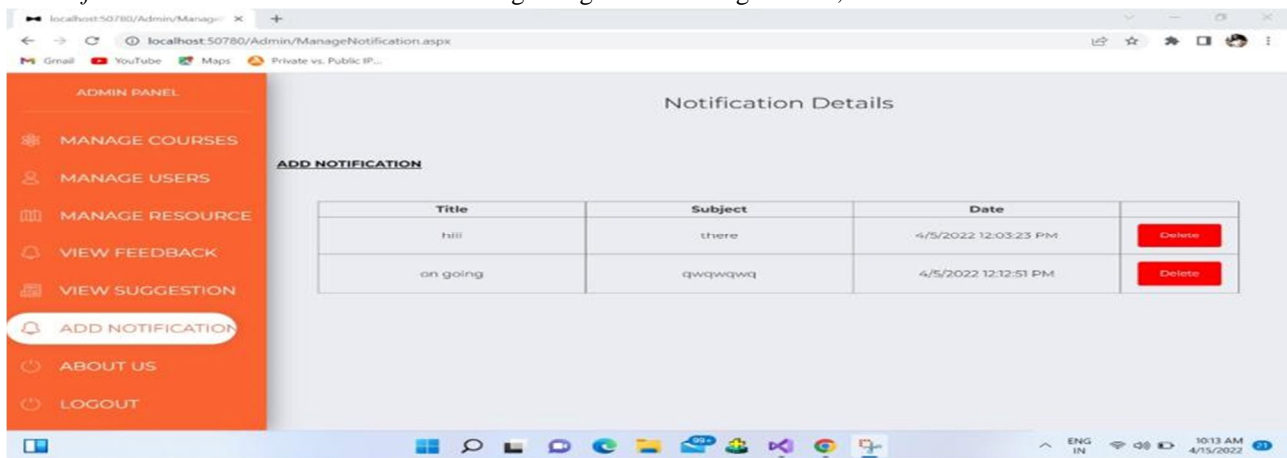 localhost:50780/Admin/Manage
localhost:50780/Admin/ManageNotification.aspx
Gmail YouTube Maps Private vs. Public IP...
ADMIN PANEL
Notification Details
MANAGE COURSES
ADD NOTIFICATION
MANAGE USERS
MANAGE RESOURCE
Title Subject Date
hiii there 4/5/2022 12:03:23 PM Delete
VIEW FEEDBACK
on going qwqwqwq 4/5/2022 12:12:51 PM Delete
VIEW SUGGESTION
ADD NOTIFICATION
ABOUT US
LOGOUT
99+
ENG
IN
10:13 AM
4/15/2022
21